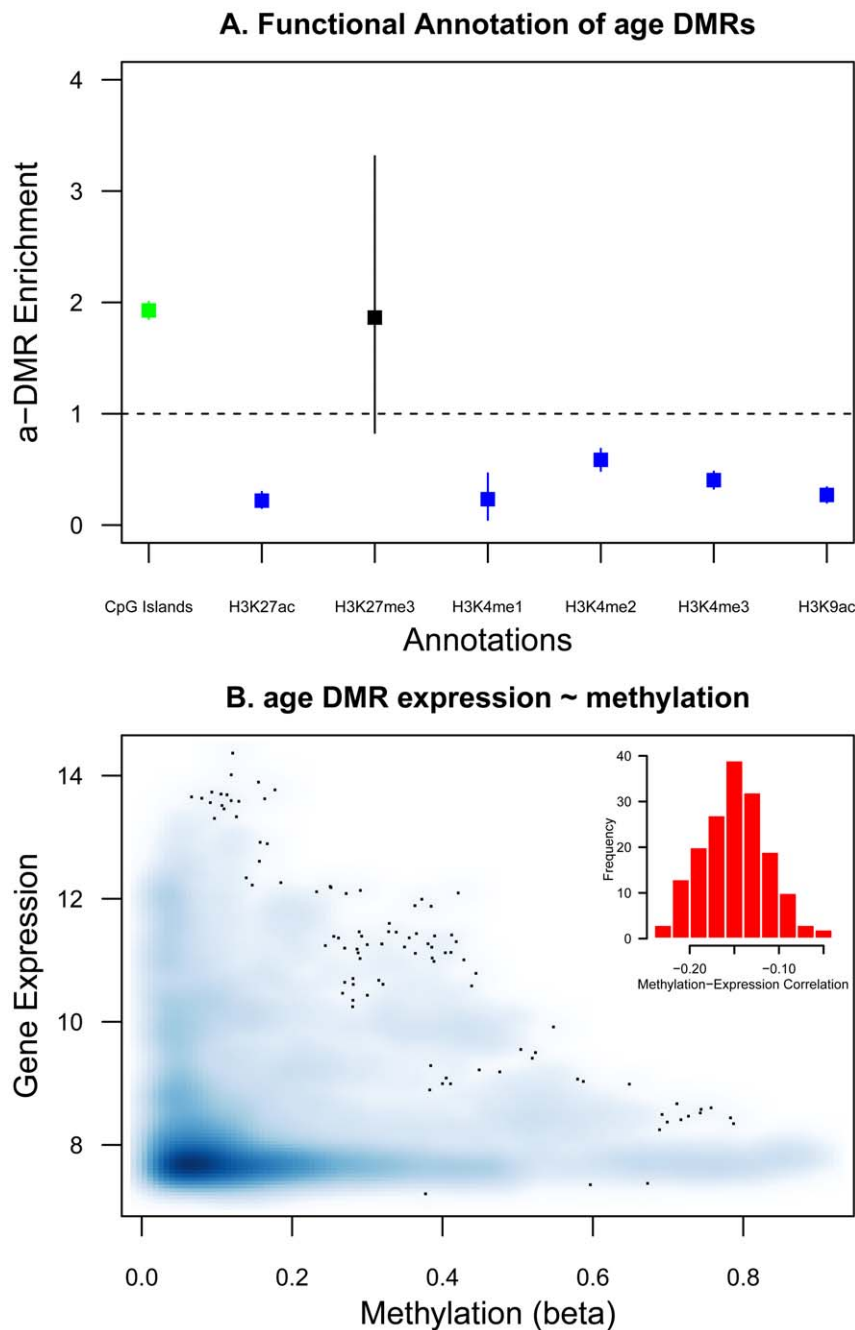 A. Functional Annotation of age DMRs
4
3
2
1
0
a−DMR Enrichment
CpG Islands H3K27ac H3K27me3 H3K4me1 H3K4me2 H3K4me3 H3K9ac
Annotations
B. age DMR expression ~ methylation
14
12
10
8
Gene Expression
40
30
20
10
0
Frequency
−0.20 −0.10
Methylation−Expression Correlation
0.0 0.2 0.4 0.6 0.8
Methylation (beta)